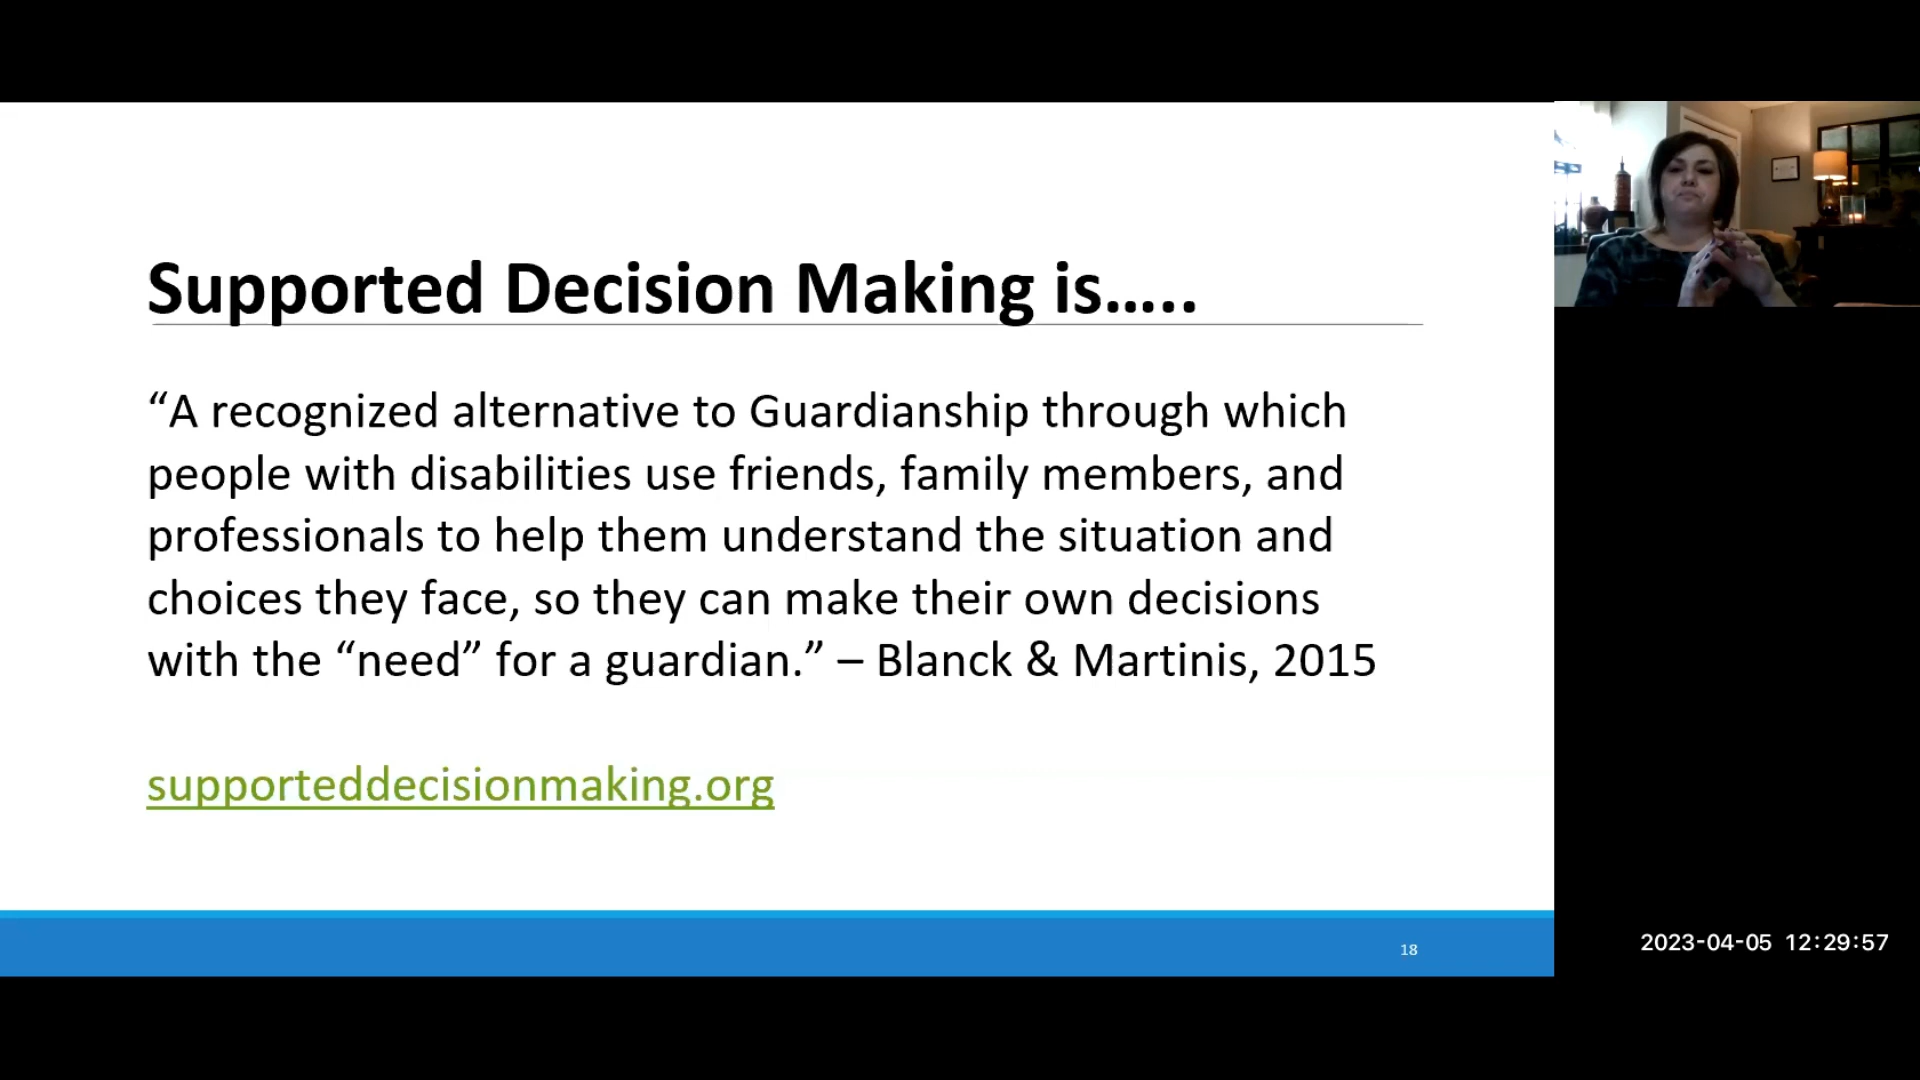 Supported Decision Making is.....
“A recognized alternative to Guardianship through which
people with disabilities use friends, family members, and
professionals to help them understand the situation and
choices they face, so they can make their own decisions
with the “need” for a guardian.” – Blanck & Martinis, 2015
supporteddecisionmaking.org
18
2023-04-05 12:29:57